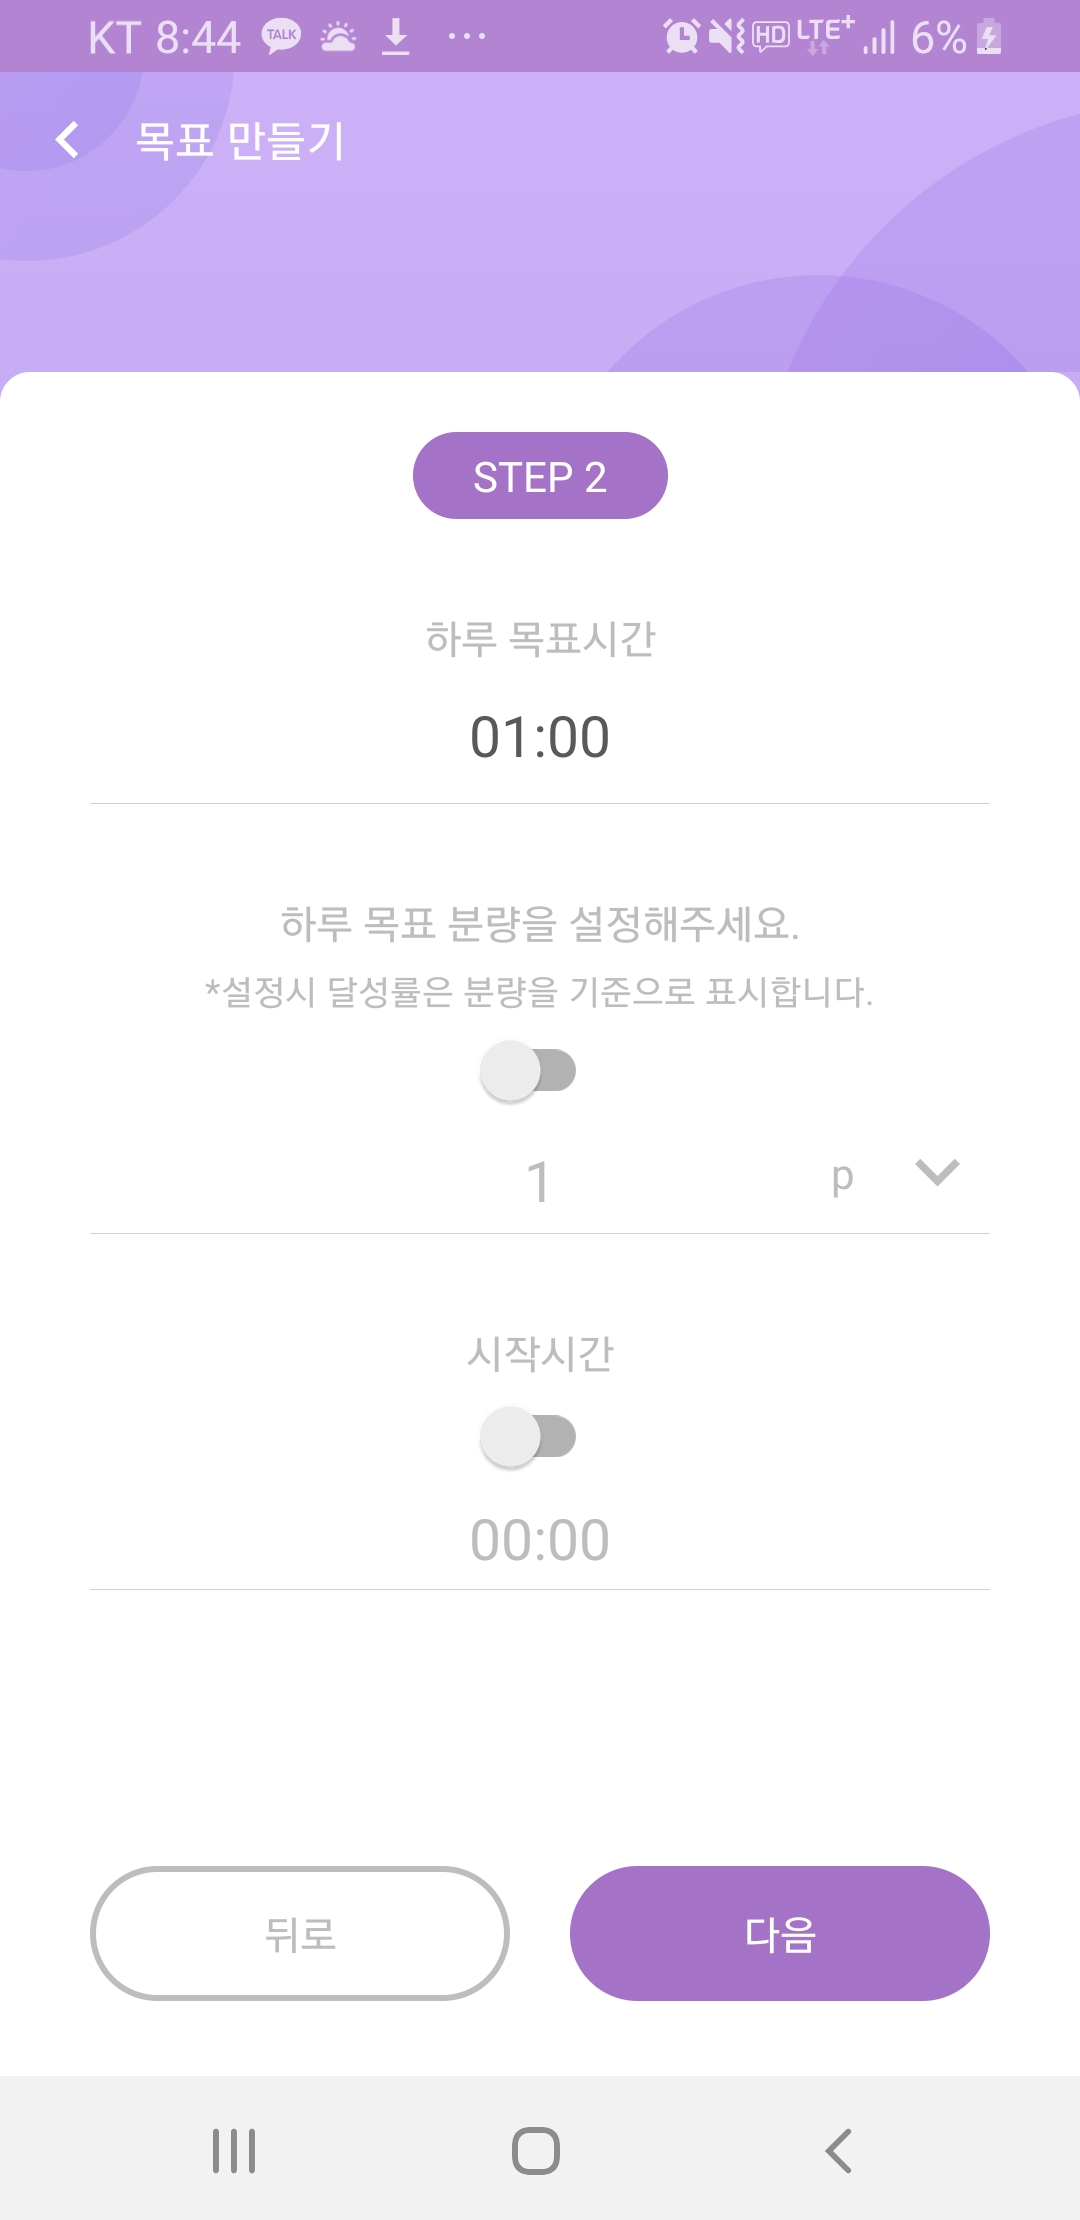 KT 8:44 TALK HD LTE+ 6%
목표 만들기
STEP 2
하루 목표시간
01:00
하루 목표 분량을 설정해주세요.
*설정시 달성률은 분량을 기준으로 표시합니다.
1 p
시작시간
00:00
뒤로 다음